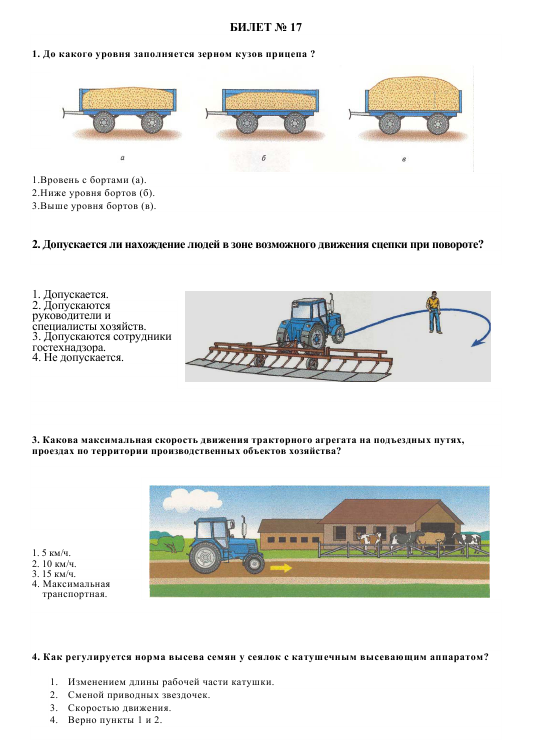 БИЛЕТ № 17
1. До какого уровня заполняется зерном кузов прицепа ?
а
б
в
1.Вровень с бортами (а).
2.Ниже уровня бортов (б).
3.Выше уровня бортов (в).
2. Допускается ли нахождение людей в зоне возможного движения сцепки при повороте?
1. Допускается.
2. Допускаются
руководители и
специалисты хозяйств.
3. Допускаются сотрудники
гостехнадзора.
4. Не допускается.
3. Какова максимальная скорость движения тракторного агрегата на подъездных путях,
проездах по территории производственных объектов хозяйства?
1. 5 км/ч.
2. 10 км/ч.
3. 15 км/ч.
4. Максимальная
транспортная.
4. Как регулируется норма высева семян у сеялок с катушечным высевающим аппаратом?
1. Изменением длины рабочей части катушки.
2. Сменой приводных звездочек.
3. Скоростью движения.
4. Верно пункты 1 и 2.